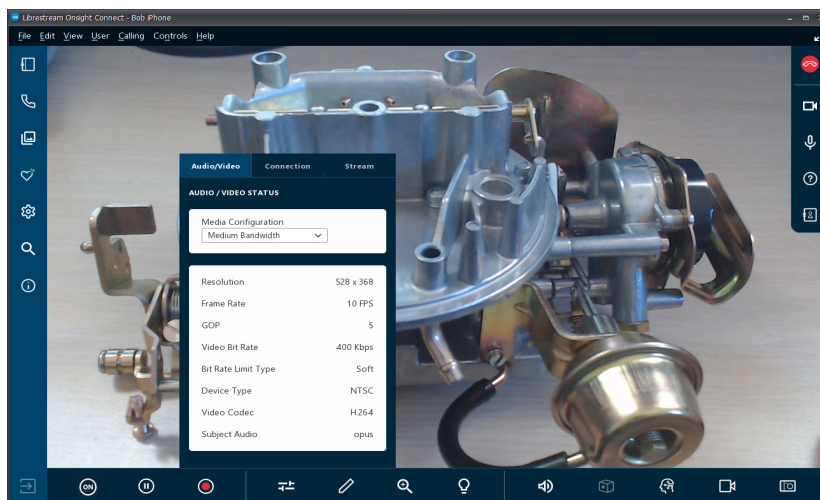 Librestream Onsight Connect - Bob iPhone
File Edit View User Calling Controls Help
Audio/Video Connection Stream
AUDIO / VIDEO STATUS
Media Configuration
Medium Bandwidth
Resolution 528 x 368
Frame Rate 10 FPS
GOP 5
Video Bit Rate 400 Kbps
Bit Rate Limit Type Soft
Device Type NTSC
Video Codec H.264
Subject Audio opus
ON